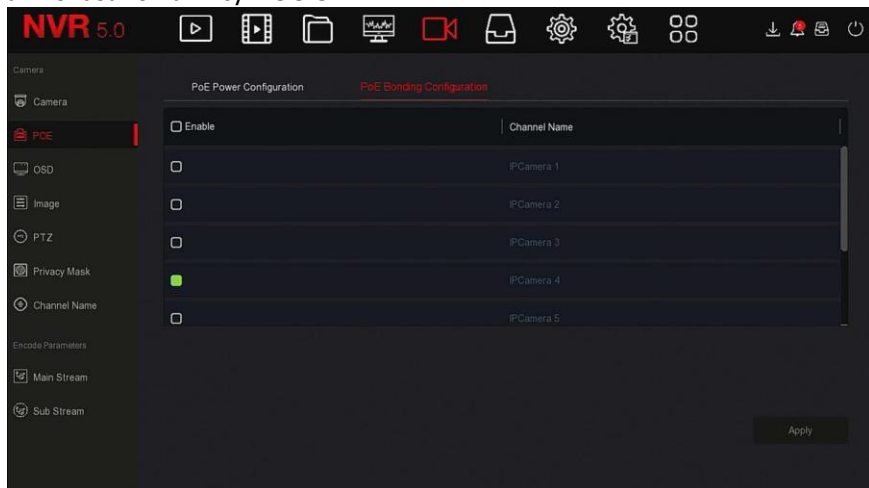 NVR 5.0
Camera
Camera
POE
OSD
Image
PTZ
Privacy Mask
Channel Name
Encode Parameters
Main Stream
Sub Stream
PoE Power Configuration PoE Bonding Configuration
Enable Channel Name
IPCamera 1
IPCamera 2
IPCamera 3
IPCamera 4
IPCamera 5
Apply